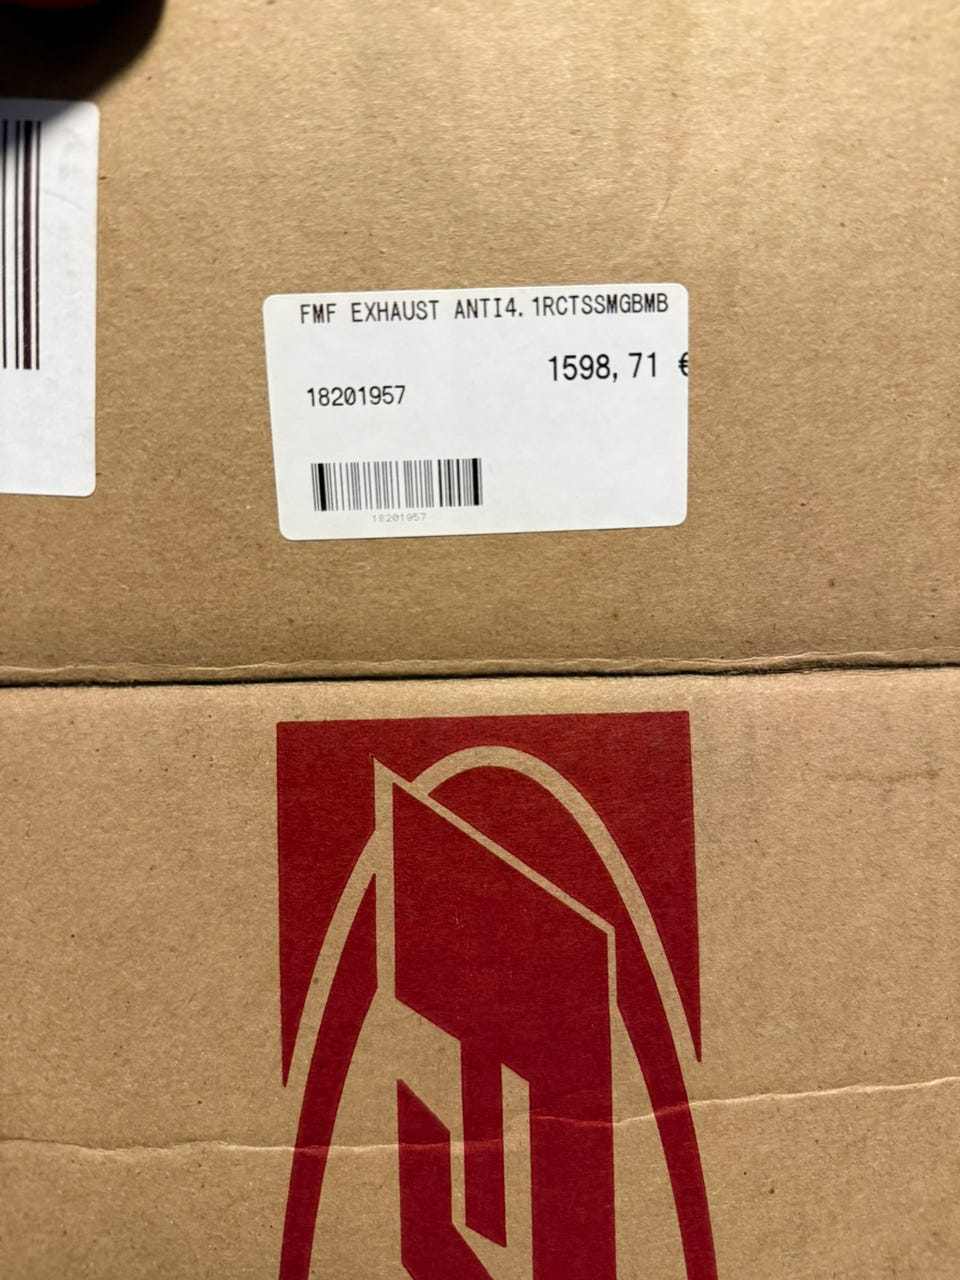 FMF EXHAUST ANTI4.1RCTSSMGBMB
1598,71 €
18201957
18201957